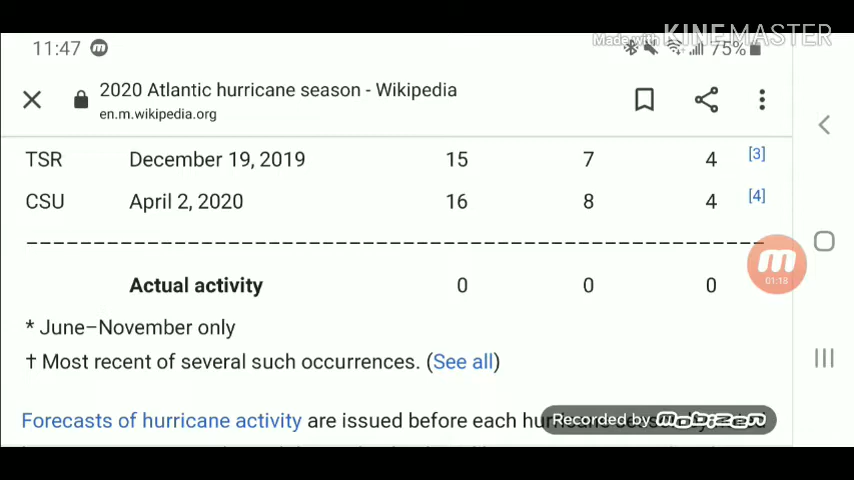 Made with KINEMASTER
11:47 75%
2020 Atlantic hurricane season - Wikipedia
en.m.wikipedia.org
TSR December 19, 2019 15 7 4 [3]
CSU April 2, 2020 16 8 4 [4]
Actual activity 0 0 0
01:18
* June–November only
† Most recent of several such occurrences. (See all)
Forecasts of hurricane activity are issued before each
Recorded by mobizen